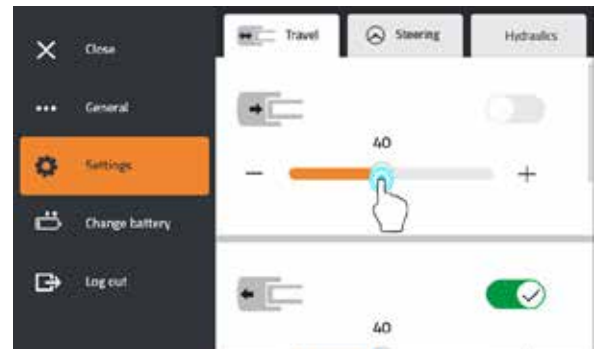 Close
General
Settings
Change battery
Log out
Travel
Steering
Hydraulics
40
40